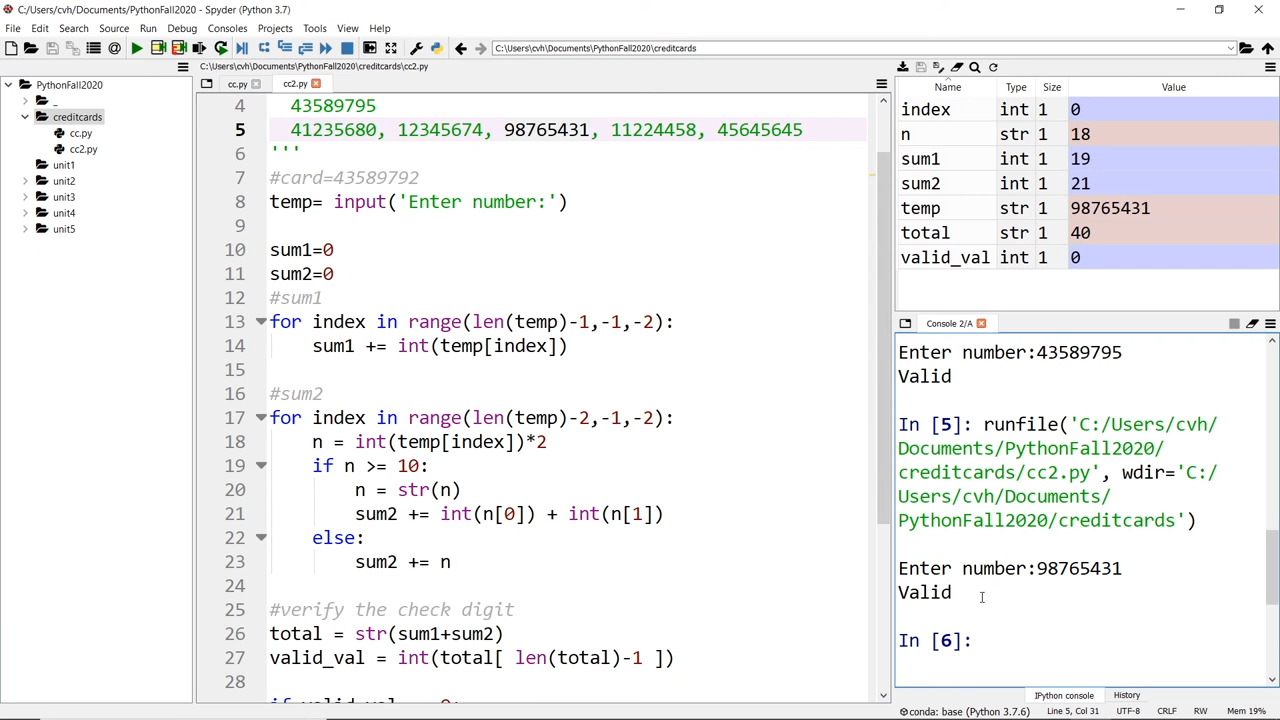 C:/Users/cvh/Documents/PythonFall2020 - Spyder (Python 3.7)
File Edit Search Source Run Debug Consoles Projects Tools View Help
C:\Users\cvh\Documents\PythonFall2020\creditcards
C:\Users\cvh\Documents\PythonFall2020\creditcards\cc2.py
PythonFall2020
_
creditcards
cc.py
cc2.py
unit1
unit2
unit3
unit4
unit5
cc.py cc2.py
4 43589795
5 41235680, 12345674, 98765431, 11224458, 45645645
6 '''
7 #card=43589792
8 temp= input('Enter number:')
9
10 sum1=0
11 sum2=0
12 #sum1
13 for index in range(len(temp)-1,-1,-2):
14 sum1 += int(temp[index])
15
16 #sum2
17 for index in range(len(temp)-2,-1,-2):
18 n = int(temp[index])*2
19 if n >= 10:
20 n = str(n)
21 sum2 += int(n[0]) + int(n[1])
22 else:
23 sum2 += n
24
25 #verify the check digit
26 total = str(sum1+sum2)
27 valid_val = int(total[ len(total)-1 ])
28
Name Type Size Value
index int 1 0
n str 1 18
sum1 int 1 19
sum2 int 1 21
temp str 1 98765431
total str 1 40
valid_val int 1 0
Console 2/A
Enter number:43589795
Valid
In [5]: runfile('C:/Users/cvh/
Documents/PythonFall2020/
creditcards/cc2.py', wdir='C:/
Users/cvh/Documents/
PythonFall2020/creditcards')
Enter number:98765431
Valid
In [6]:
IPython console History
conda: base (Python 3.7.6) Line 5, Col 31 UTF-8 CRLF RW Mem 19%